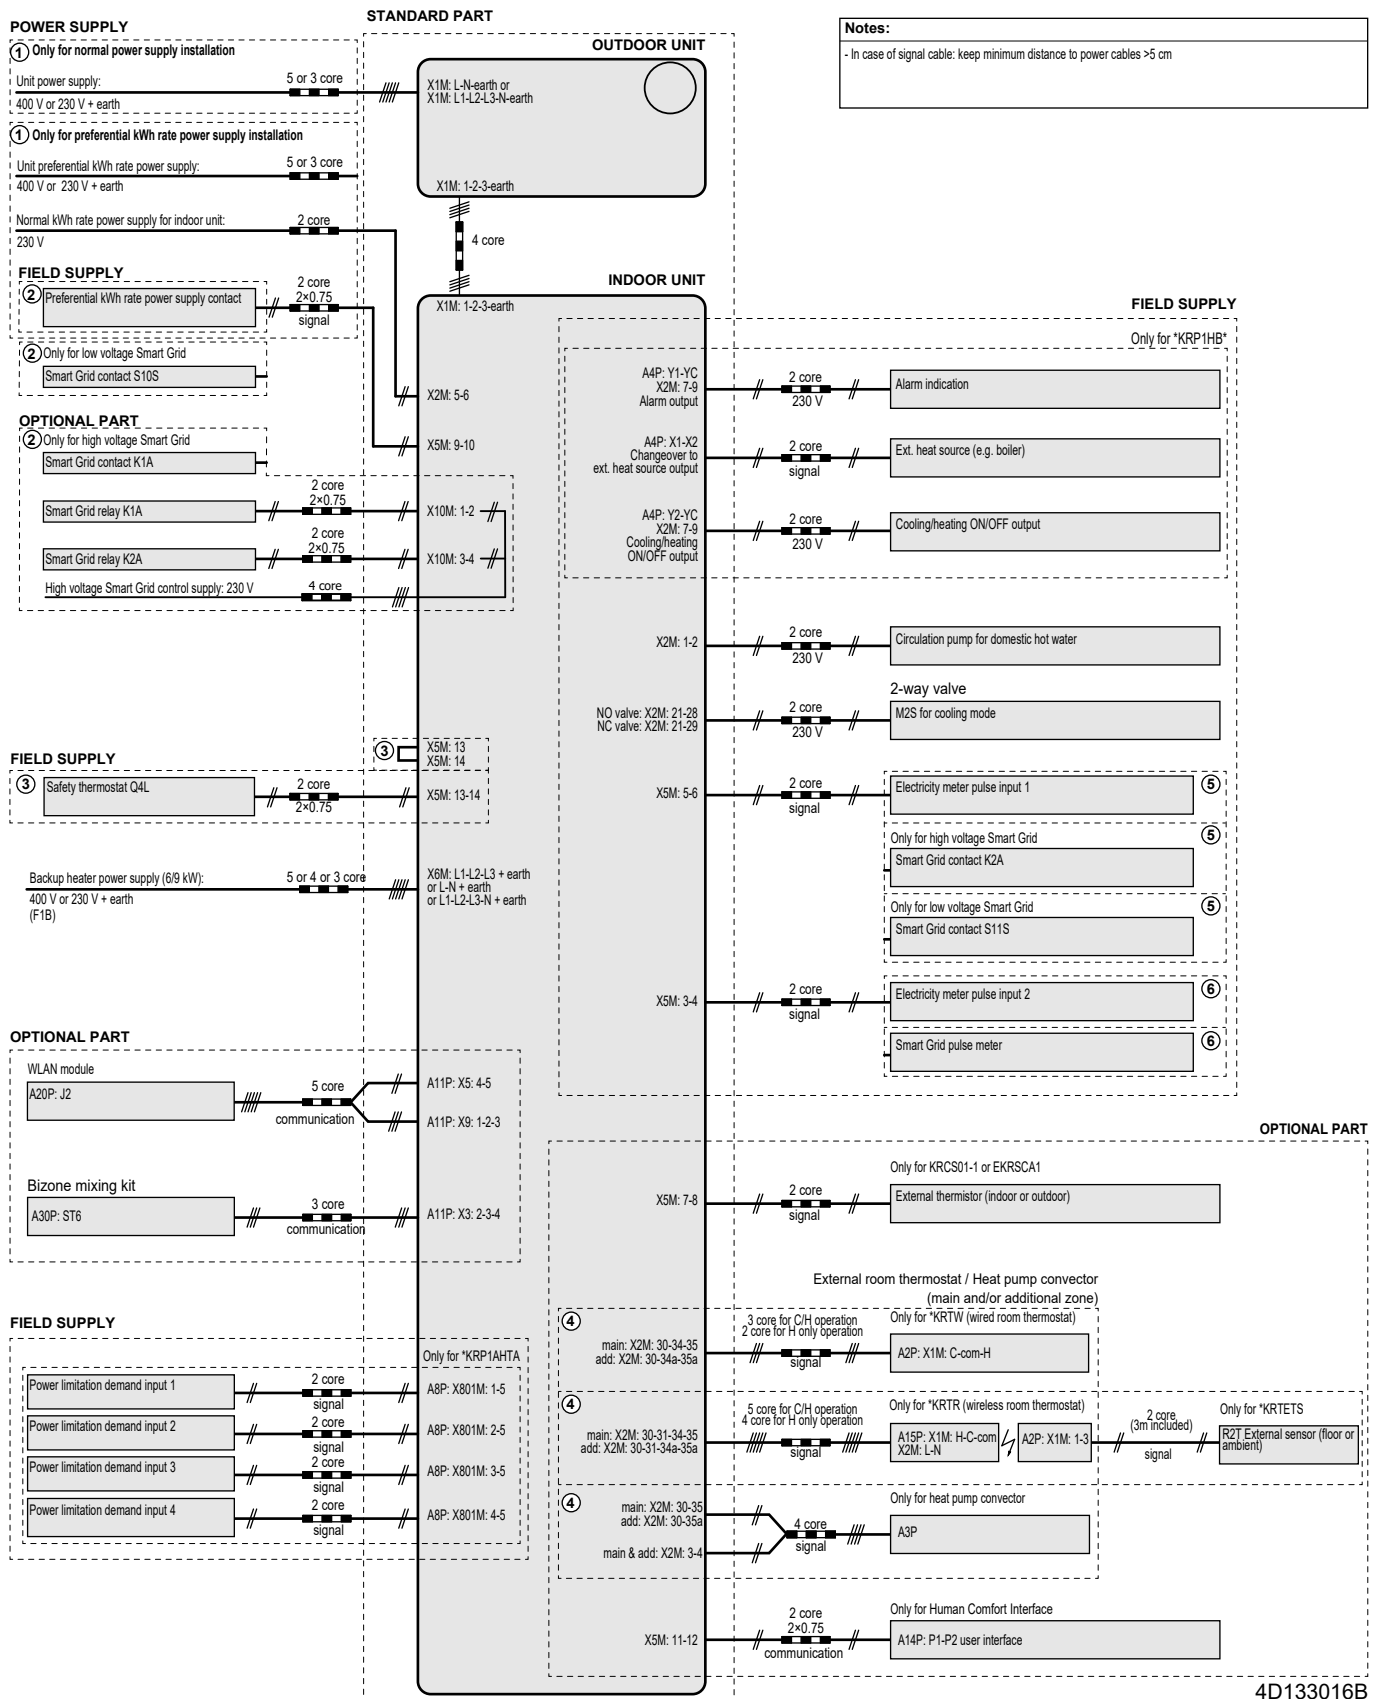 POWER SUPPLY
① Only for normal power supply installation
Unit power supply:
5 or 3 core
400 V or 230 V + earth
① Only for preferential kWh rate power supply installation
Unit preferential kWh rate power supply:
5 or 3 core
400 V or 230 V + earth
Normal kWh rate power supply for indoor unit:
2 core
230 V
FIELD SUPPLY
② Preferential kWh rate power supply contact
2 core
2×0.75
signal
② Only for low voltage Smart Grid
Smart Grid contact S10S
OPTIONAL PART
② Only for high voltage Smart Grid
Smart Grid contact K1A
Smart Grid relay K1A
2 core
2×0.75
Smart Grid relay K2A
2 core
2×0.75
High voltage Smart Grid control supply: 230 V
4 core
FIELD SUPPLY
③ Safety thermostat Q4L
2 core
2×0.75
Backup heater power supply (6/9 kW):
5 or 4 or 3 core
400 V or 230 V + earth
(F1B)
OPTIONAL PART
WLAN module
A20P: J2
5 core
communication
Bizone mixing kit
A30P: ST6
3 core
communication
FIELD SUPPLY
Only for *KRP1AHTA
Power limitation demand input 1
2 core
signal
A8P: X801M: 1-5
Power limitation demand input 2
2 core
signal
A8P: X801M: 2-5
Power limitation demand input 3
2 core
signal
A8P: X801M: 3-5
Power limitation demand input 4
2 core
signal
A8P: X801M: 4-5
STANDARD PART
OUTDOOR UNIT
X1M: L-N-earth or
X1M: L1-L2-L3-N-earth
X1M: 1-2-3-earth
4 core
INDOOR UNIT
X1M: 1-2-3-earth
X2M: 5-6
X5M: 9-10
X10M: 1-2
X10M: 3-4
③
X5M: 13
X5M: 14
X5M: 13-14
X6M: L1-L2-L3 + earth
or L-N + earth
or L1-L2-L3-N + earth
A11P: X5: 4-5
A11P: X9: 1-2-3
A11P: X3: 2-3-4
Notes:
- In case of signal cable: keep minimum distance to power cables >5 cm
FIELD SUPPLY
Only for *KRP1HB*
A4P: Y1-YC
X2M: 7-9
Alarm output
2 core
230 V
Alarm indication
A4P: X1-X2
Changeover to
ext. heat source output
2 core
signal
Ext. heat source (e.g. boiler)
A4P: Y2-YC
X2M: 7-9
Cooling/heating
ON/OFF output
2 core
230 V
Cooling/heating ON/OFF output
X2M: 1-2
2 core
230 V
Circulation pump for domestic hot water
2-way valve
NO valve: X2M: 21-28
NC valve: X2M: 21-29
2 core
230 V
M2S for cooling mode
X5M: 5-6
2 core
signal
Electricity meter pulse input 1
⑤
Only for high voltage Smart Grid
⑤
Smart Grid contact K2A
Only for low voltage Smart Grid
⑤
Smart Grid contact S11S
X5M: 3-4
2 core
signal
Electricity meter pulse input 2
⑥
Smart Grid pulse meter
⑥
OPTIONAL PART
Only for KRCS01-1 or EKRSCA1
X5M: 7-8
2 core
signal
External thermistor (indoor or outdoor)
External room thermostat / Heat pump convector
(main and/or additional zone)
④
main: X2M: 30-34-35
add: X2M: 30-34a-35a
3 core for C/H operation
2 core for H only operation
signal
Only for *KRTW (wired room thermostat)
A2P: X1M: C-com-H
④
main: X2M: 30-31-34-35
add: X2M: 30-31-34a-35a
5 core for C/H operation
4 core for H only operation
signal
Only for *KRTR (wireless room thermostat)
A15P: X1M: H-C-com
X2M: L-N
A2P: X1M: 1-3
2 core
(3m included)
signal
Only for *KRTETS
R2T External sensor (floor or
ambient)
④
main: X2M: 30-35
add: X2M: 30-35a
main & add: X2M: 3-4
4 core
signal
Only for heat pump convector
A3P
Only for Human Comfort Interface
X5M: 11-12
2 core
2×0.75
communication
A14P: P1-P2 user interface
4D133016B